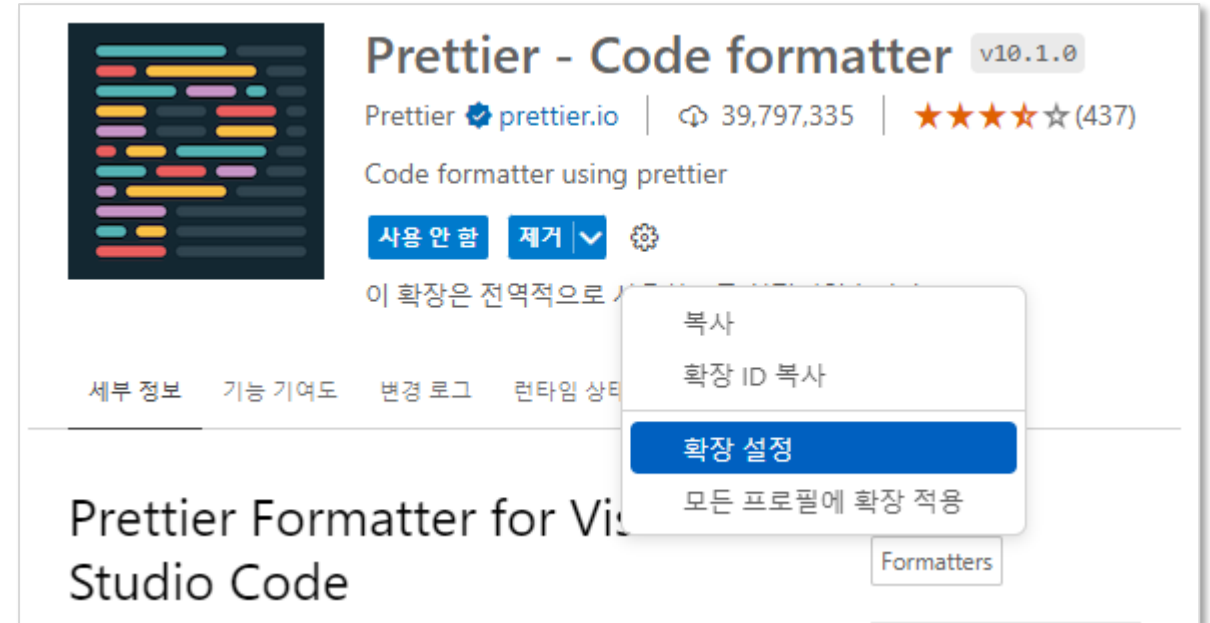 Prettier - Code formatter v10.1.0
Prettier prettier.io 39,797,335 (437)
Code formatter using prettier
사용 안 함 제거
이 확장은 전역적으로
복사
확장 ID 복사
세부 정보 기능 기여도 변경 로그 런타임 상태
확장 설정
모든 프로필에 확장 적용
Prettier Formatter for
Studio Code
Formatters